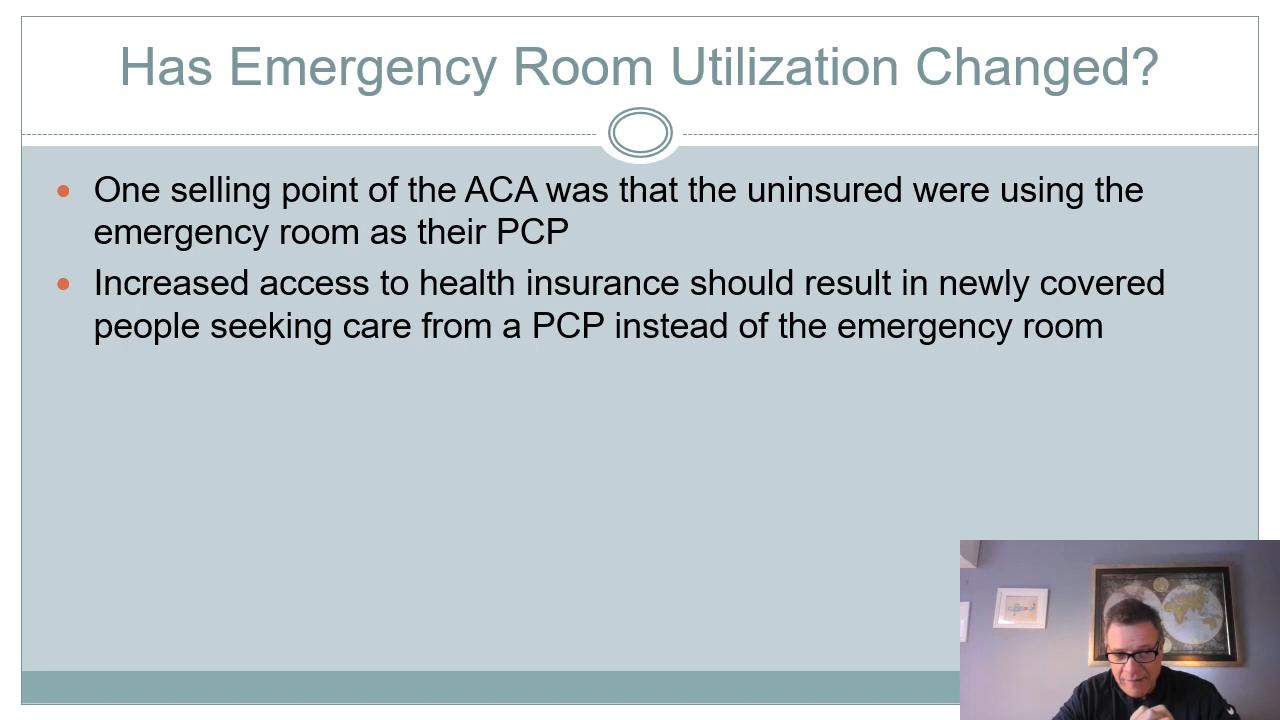 Has Emergency Room Utilization Changed?
One selling point of the ACA was that the uninsured were using the
emergency room as their PCP
Increased access to health insurance should result in newly covered
people seeking care from a PCP instead of the emergency room